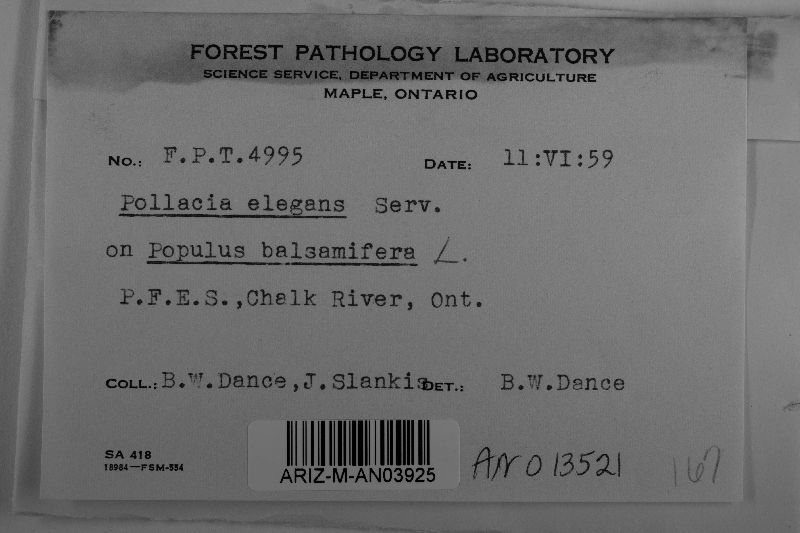 FOREST PATHOLOGY LABORATORY
SCIENCE SERVICE, DEPARTMENT OF AGRICULTURE
MAPLE, ONTARIO
NO.: F.P.T.4995 DATE: 11:VI:59
Pollacia elegans Serv.
on Populus balsamifera L.
P.F.E.S.,Chalk River, Ont.
COLL.: B.W.Dance,J.Slankis DET.: B.W.Dance
SA 418
18984—FSM-554
ARIZ-M-AN03925
AN 013521
167